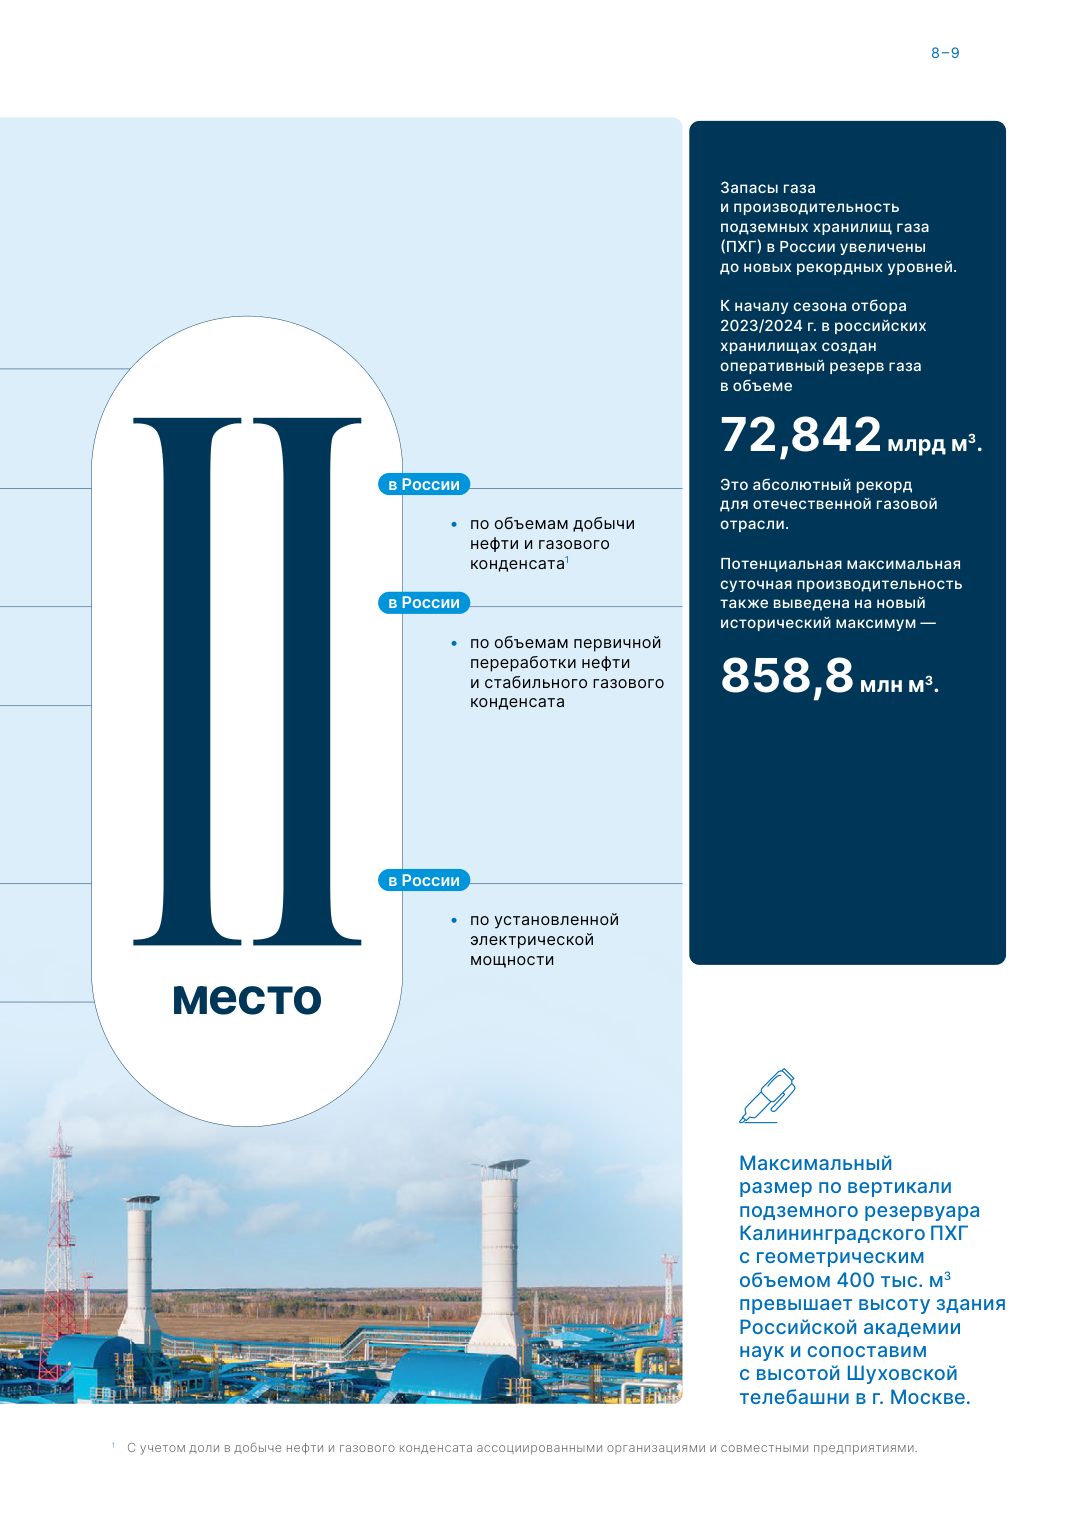 8–9
II
место
в России
• по объемам добычи
нефти и газового
конденсата¹
в России
• по объемам первичной
переработки нефти
и стабильного газового
конденсата
в России
• по установленной
электрической
мощности
Запасы газа
и производительность
подземных хранилищ газа
(ПХГ) в России увеличены
до новых рекордных уровней.
К началу сезона отбора
2023/2024 г. в российских
хранилищах создан
оперативный резерв газа
в объеме
72,842 млрд м³.
Это абсолютный рекорд
для отечественной газовой
отрасли.
Потенциальная максимальная
суточная производительность
также выведена на новый
исторический максимум —
858,8 млн м³.
Максимальный
размер по вертикали
подземного резервуара
Калининградского ПХГ
с геометрическим
объемом 400 тыс. м³
превышает высоту здания
Российской академии
наук и сопоставим
с высотой Шуховской
телебашни в г. Москве.
¹ С учетом доли в добыче нефти и газового конденсата ассоциированными организациями и совместными предприятиями.